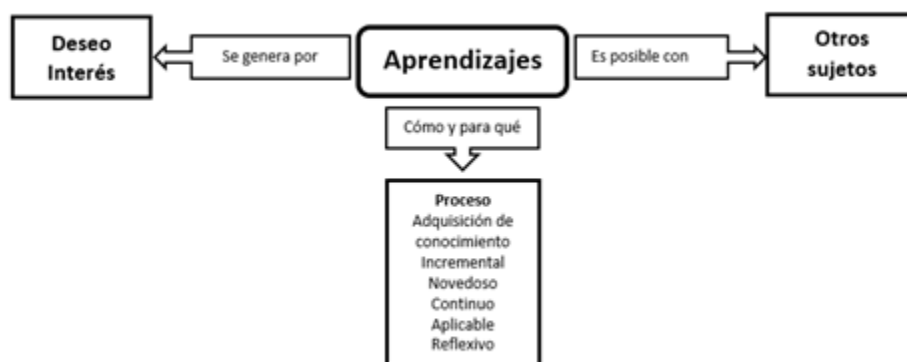 Deseo
Interés
Se genera por
Aprendizajes
Es posible con
Otros
sujetos
Cómo y para qué
Proceso
Adquisición de
conocimiento
Incremental
Novedoso
Continuo
Aplicable
Reflexivo